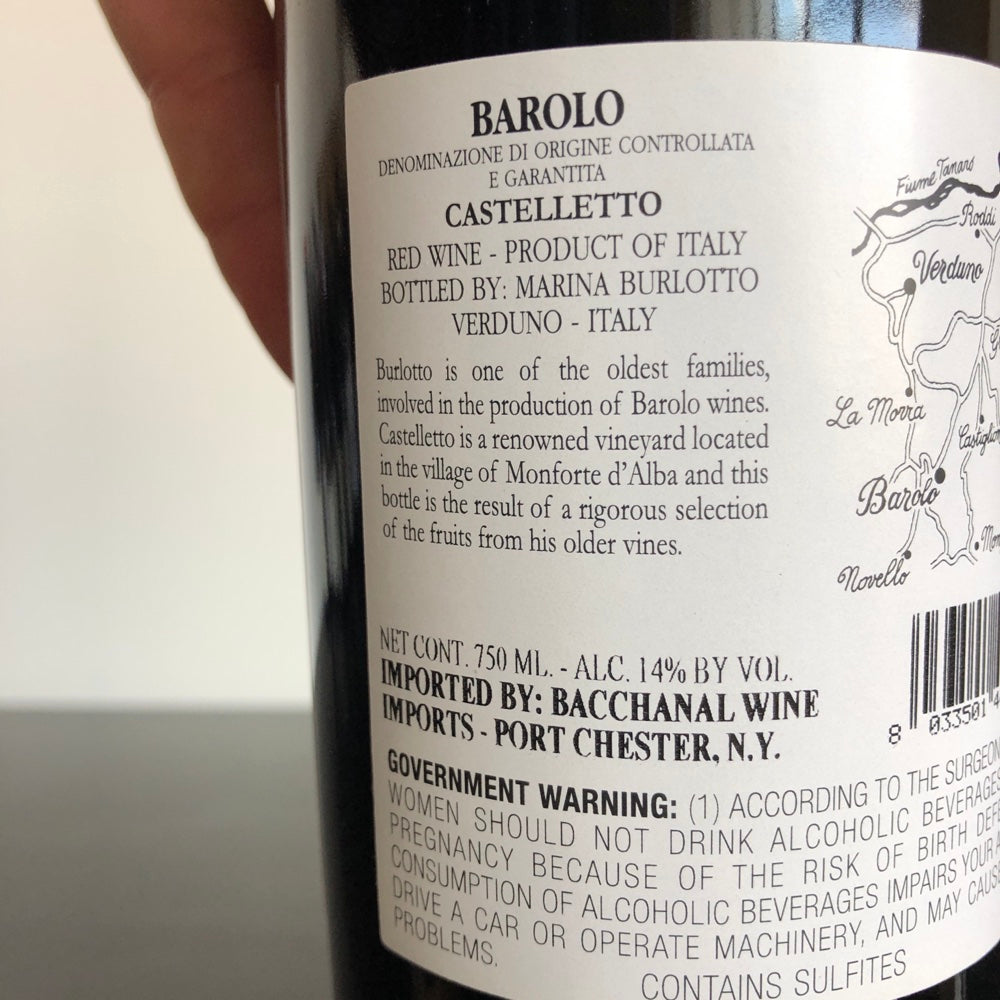 BAROLO
DENOMINAZIONE DI ORIGINE CONTROLLATA
E GARANTITA
CASTELLETTO
RED WINE - PRODUCT OF ITALY
BOTTLED BY: MARINA BURLOTTO
VERDUNO - ITALY
Burlotto is one of the oldest families,
involved in the production of Barolo wines.
Castelletto is a renowned vineyard located
in the village of Monforte d'Alba and this
bottle is the result of a rigorous selection
of the fruits from his older vines.
NET CONT. 750 ML. - ALC. 14% BY VOL.
IMPORTED BY: BACCHANAL WINE
IMPORTS - PORT CHESTER, N.Y.
GOVERNMENT WARNING: (1) ACCORDING TO THE SURGEON
WOMEN SHOULD NOT DRINK ALCOHOLIC BEVERAGES
PREGNANCY BECAUSE OF THE RISK OF BIRTH
CONSUMPTION OF ALCOHOLIC BEVERAGES IMPAIRS YOUR
DRIVE A CAR OR OPERATE MACHINERY, AND MAY CAUSE
PROBLEMS.
CONTAINS SULFITES
Fiume Tanaro
Roddi
Verduno
La Morra
Barolo
Novello
8 033501